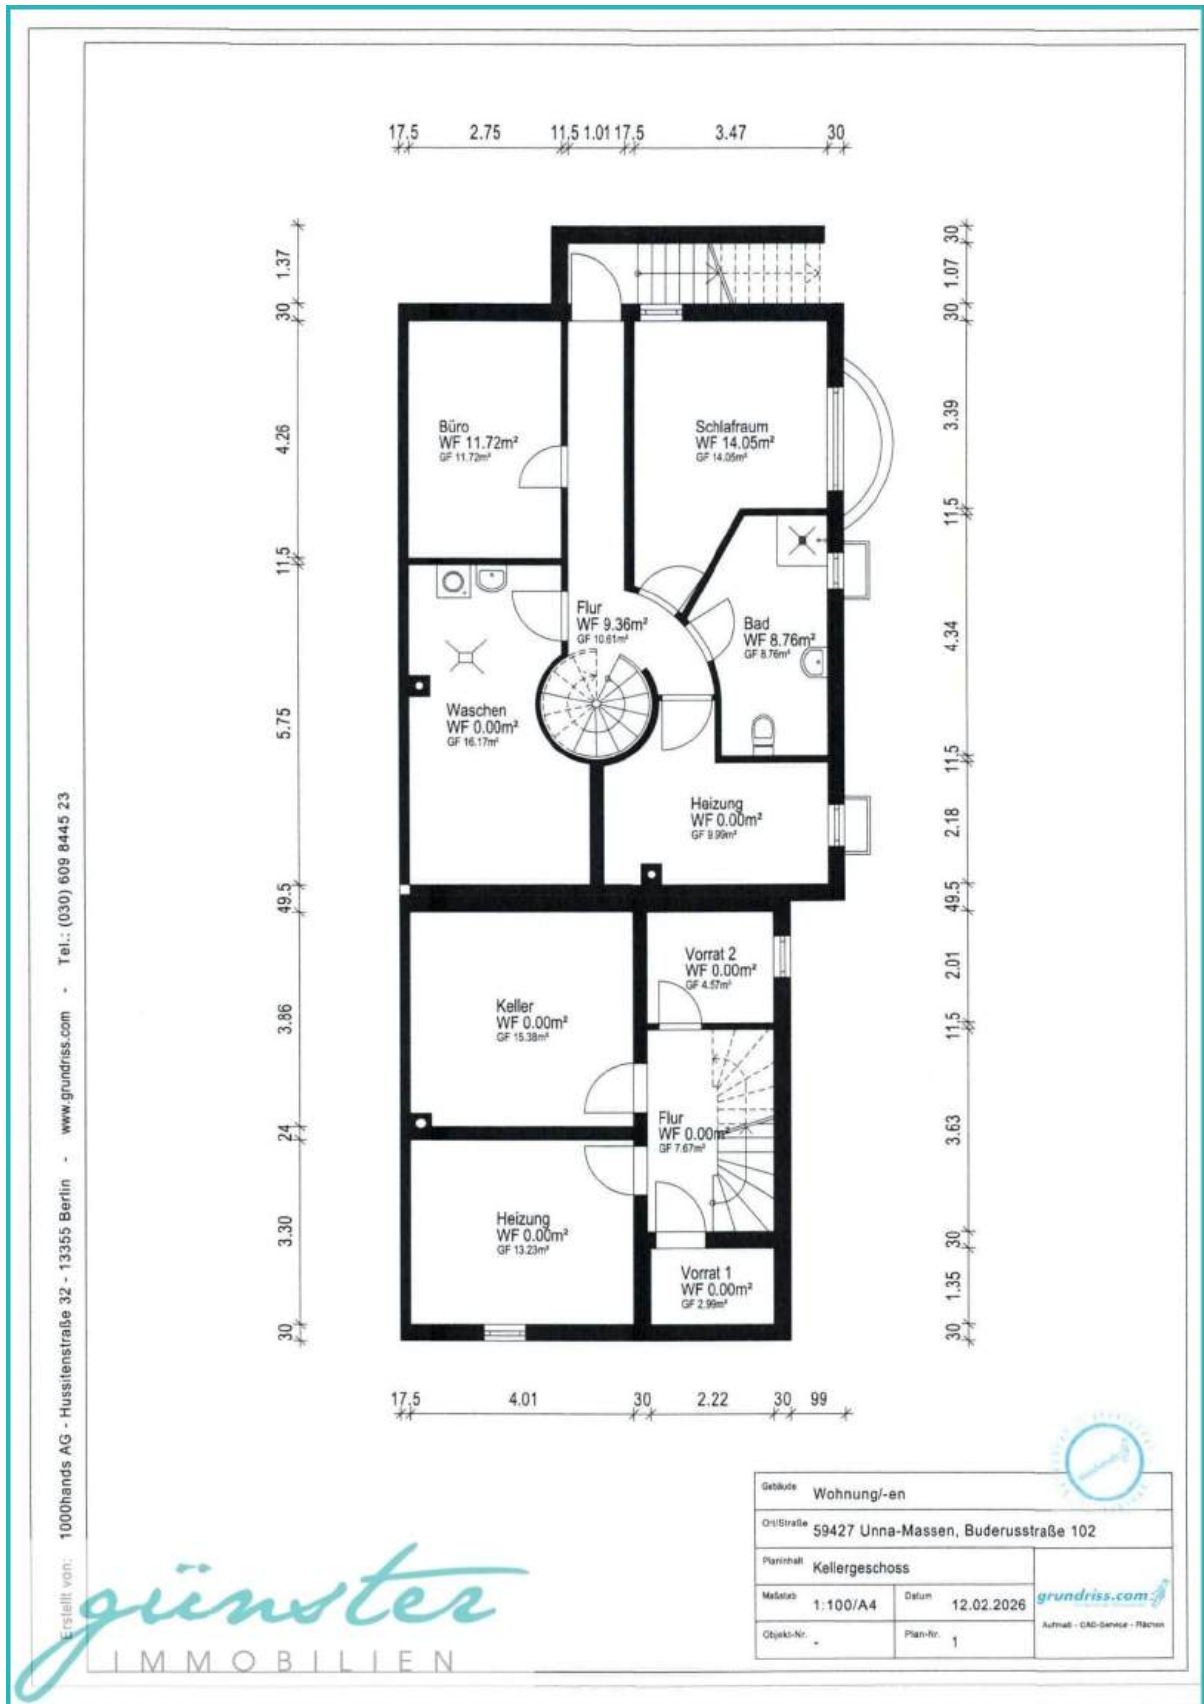 17.5 2.75 11.5 1.01 17.5 3.47 30
1.37
30
4.26
11.5
5.75
49.5
3.86
24
3.30
30
30
1.07
30
3.39
11.5
4.34
11.5
2.18
49.5
2.01
11.5
3.63
30
1.35
30
Büro
WF 11.72m²
GF 11.72m²
Schlafraum
WF 14.05m²
GF 14.05m²
Flur
WF 9.36m²
GF 10.61m²
Bad
WF 8.76m²
GF 8.76m²
Waschen
WF 0.00m²
GF 16.17m²
Heizung
WF 0.00m²
GF 9.99m²
Vorrat 2
WF 0.00m²
GF 4.57m²
Keller
WF 0.00m²
GF 15.38m²
Flur
WF 0.00m²
GF 7.67m²
Heizung
WF 0.00m²
GF 13.23m²
Vorrat 1
WF 0.00m²
GF 2.99m²
17.5 4.01 30 2.22 30 99
Erstellt von: 1000hands AG - Hussitenstraße 32 - 13355 Berlin - www.grundriss.com - Tel.: (030) 609 8445 23
Gebäude Wohnung/-en
Ort/Straße 59427 Unna-Massen, Buderusstraße 102
Planinhalt Kellergeschoss
Maßstab 1:100/A4 Datum 12.02.2026
Objekt-Nr. - Plan-Nr. 1
grundriss.com
Aufmaß - CAD-Service - Flächen
günster
IMMOBILIEN